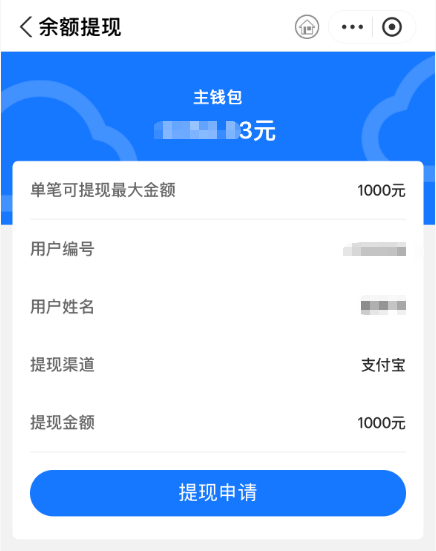 余额提现
主钱包
3元
单笔可提现最大金额 1000元
用户编号
用户姓名
提现渠道 支付宝
提现金额 1000元
提现申请